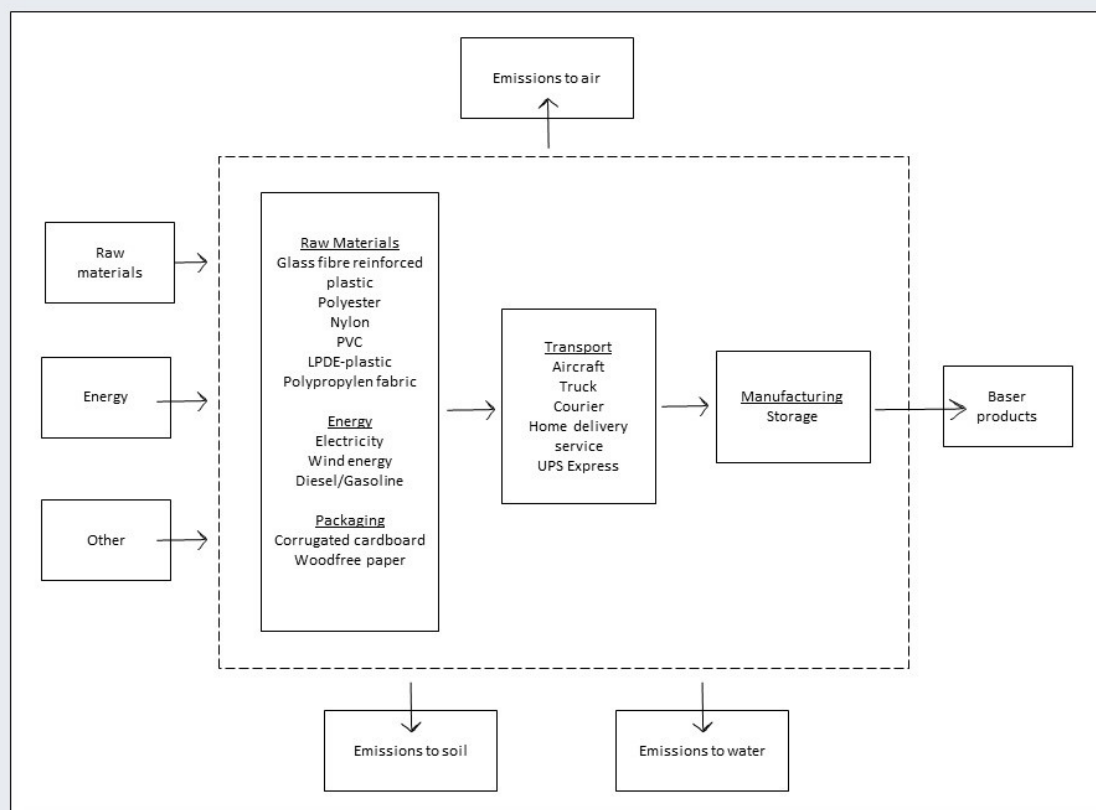 Emissions to air
Raw
materials
Energy
Other
Raw Materials
Glass fibre reinforced
plastic
Polyester
Nylon
PVC
LPDE-plastic
Polypropylen fabric
Energy
Electricity
Wind energy
Diesel/Gasoline
Packaging
Corrugated cardboard
Woodfree paper
Transport
Aircraft
Truck
Courier
Home delivery
service
UPS Express
Manufacturing
Storage
Baser
products
Emissions to soil
Emissions to water